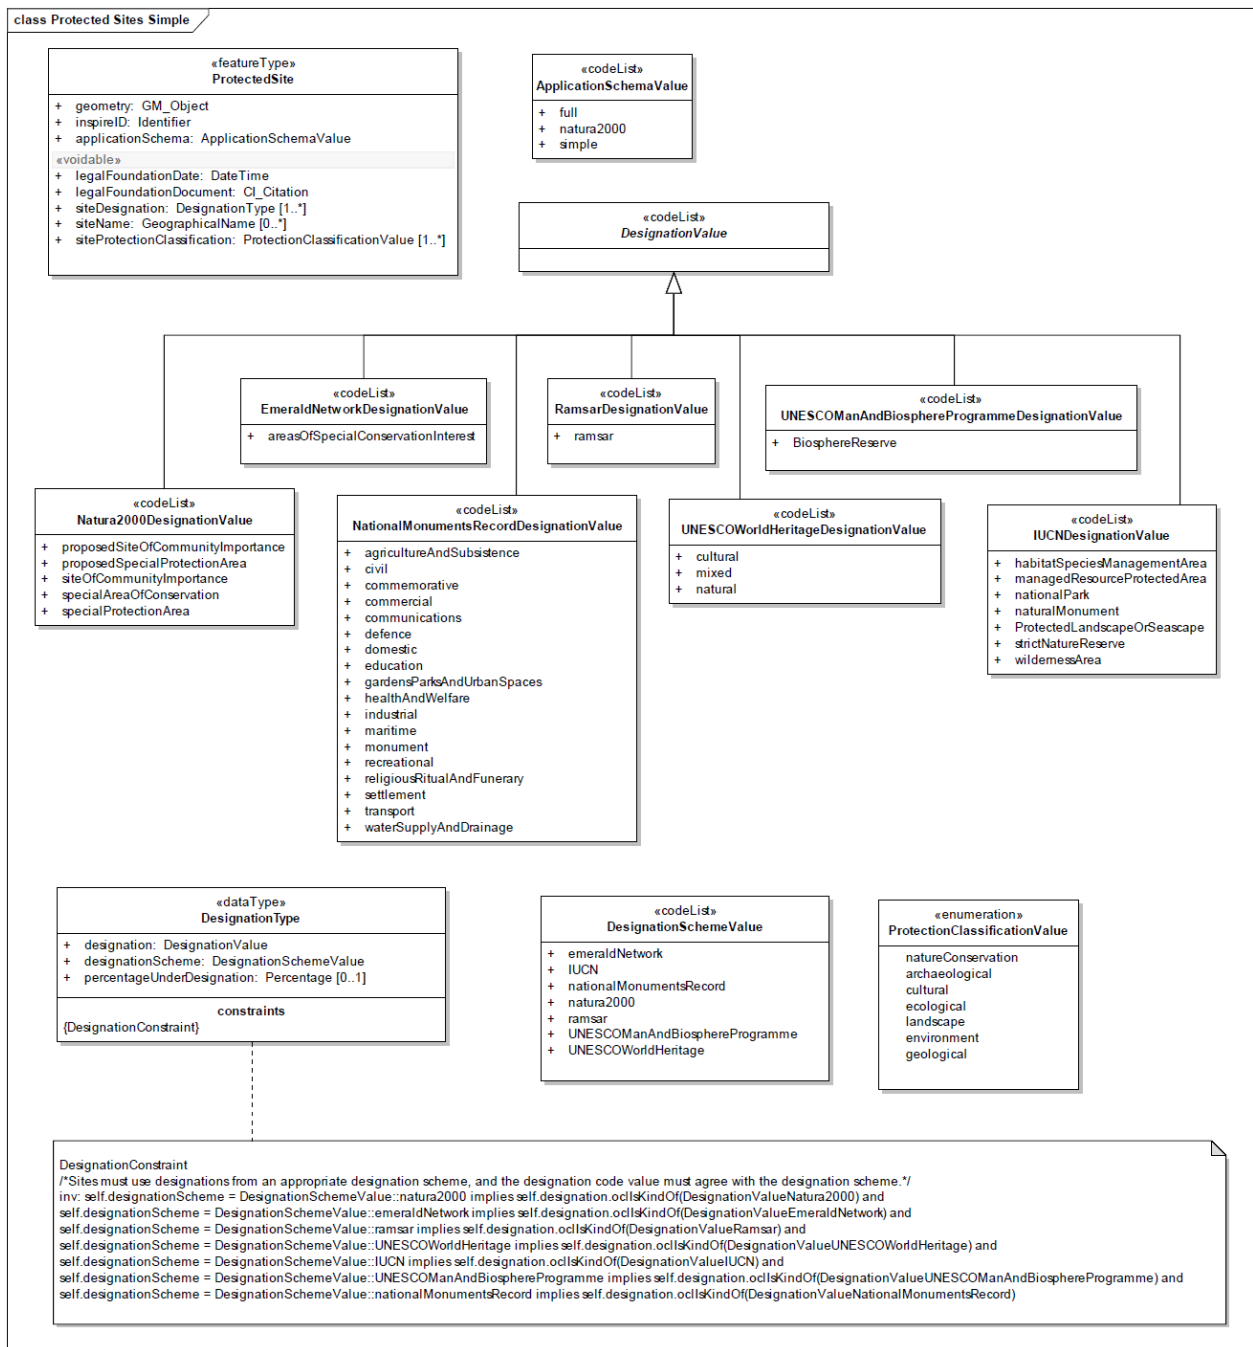 class Protected Sites Simple
«featureType»
ProtectedSite
+ geometry: GM_Object
+ inspireID: Identifier
+ applicationSchema: ApplicationSchemaValue
«voidable»
+ legalFoundationDate: DateTime
+ legalFoundationDocument: CI_Citation
+ siteDesignation: DesignationType [1..*]
+ siteName: GeographicalName [0..*]
+ siteProtectionClassification: ProtectionClassificationValue [1..*]
«codeList»
ApplicationSchemaValue
+ full
+ natura2000
+ simple
«codeList»
DesignationValue
«codeList»
EmeraldNetworkDesignationValue
+ areasOfSpecialConservationInterest
«codeList»
RamsarDesignationValue
+ ramsar
«codeList»
UNESCOManAndBiosphereProgrammeDesignationValue
+ BiosphereReserve
«codeList»
Natura2000DesignationValue
+ proposedSiteOfCommunityImportance
+ proposedSpecialProtectionArea
+ siteOfCommunityImportance
+ specialAreaOfConservation
+ specialProtectionArea
«codeList»
NationalMonumentsRecordDesignationValue
+ agricultureAndSubsistence
+ civil
+ commemorative
+ commercial
+ communications
+ defence
+ domestic
+ education
+ gardensParksAndUrbanSpaces
+ healthAndWelfare
+ industrial
+ maritime
+ monument
+ recreational
+ religiousRitualAndFunerary
+ settlement
+ transport
+ waterSupplyAndDrainage
«codeList»
UNESCOWorldHeritageDesignationValue
+ cultural
+ mixed
+ natural
«codeList»
IUCNDesignationValue
+ habitatSpeciesManagementArea
+ managedResourceProtectedArea
+ nationalPark
+ naturalMonument
+ ProtectedLandscapeOrSeascape
+ strictNatureReserve
+ wildernessArea
«dataType»
DesignationType
+ designation: DesignationValue
+ designationScheme: DesignationSchemeValue
+ percentageUnderDesignation: Percentage [0..1]
constraints
{DesignationConstraint}
«codeList»
DesignationSchemeValue
+ emeraldNetwork
+ IUCN
+ nationalMonumentsRecord
+ natura2000
+ ramsar
+ UNESCOManAndBiosphereProgramme
+ UNESCOWorldHeritage
«enumeration»
ProtectionClassificationValue
natureConservation
archaeological
cultural
ecological
landscape
environment
geological
DesignationConstraint
/*Sites must use designations from an appropriate designation scheme, and the designation code value must agree with the designation scheme.*/
inv: self.designationScheme = DesignationSchemeValue::natura2000 implies self.designation.oclIsKindOf(DesignationValueNatura2000) and
self.designationScheme = DesignationSchemeValue::emeraldNetwork implies self.designation.oclIsKindOf(DesignationValueEmeraldNetwork) and
self.designationScheme = DesignationSchemeValue::ramsar implies self.designation.oclIsKindOf(DesignationValueRamsar) and
self.designationScheme = DesignationSchemeValue::UNESCOWorldHeritage implies self.designation.oclIsKindOf(DesignationValueUNESCOWorldHeritage) and
self.designationScheme = DesignationSchemeValue::IUCN implies self.designation.oclIsKindOf(DesignationValueIUCN) and
self.designationScheme = DesignationSchemeValue::UNESCOManAndBiosphereProgramme implies self.designation.oclIsKindOf(DesignationValueUNESCOManAndBiosphereProgramme) and
self.designationScheme = DesignationSchemeValue::nationalMonumentsRecord implies self.designation.oclIsKindOf(DesignationValueNationalMonumentsRecord)